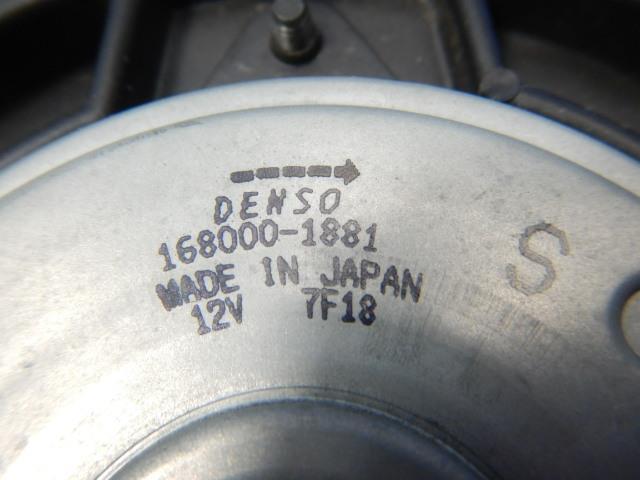 DENSO
168000-1881
MADE IN JAPAN
12V 7F18
S